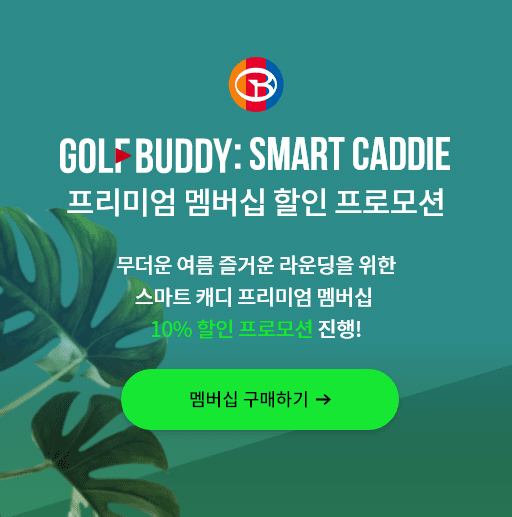 GOLFBUDDY: SMART CADDIE
프리미엄 멤버십 할인 프로모션
무더운 여름 즐거운 라운딩을 위한
스마트 캐디 프리미엄 멤버십
10% 할인 프로모션 진행!
멤버십 구매하기 →